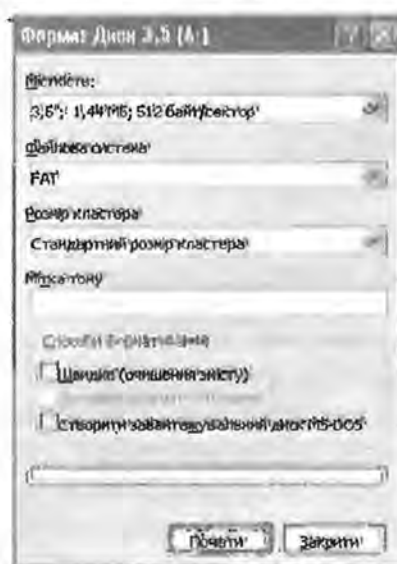 Формат Диск 3,5 (A:)
Місткість:
3,5"; 1,44 МБ; 512 байт/сектор
Файлова система
FAT
Розмір кластера
Стандартний розмір кластера
Мітка тому
Способи форматування
Швидке (очищення змісту)
Створити завантажувальний диск MS-DOS
Почати
Закрити